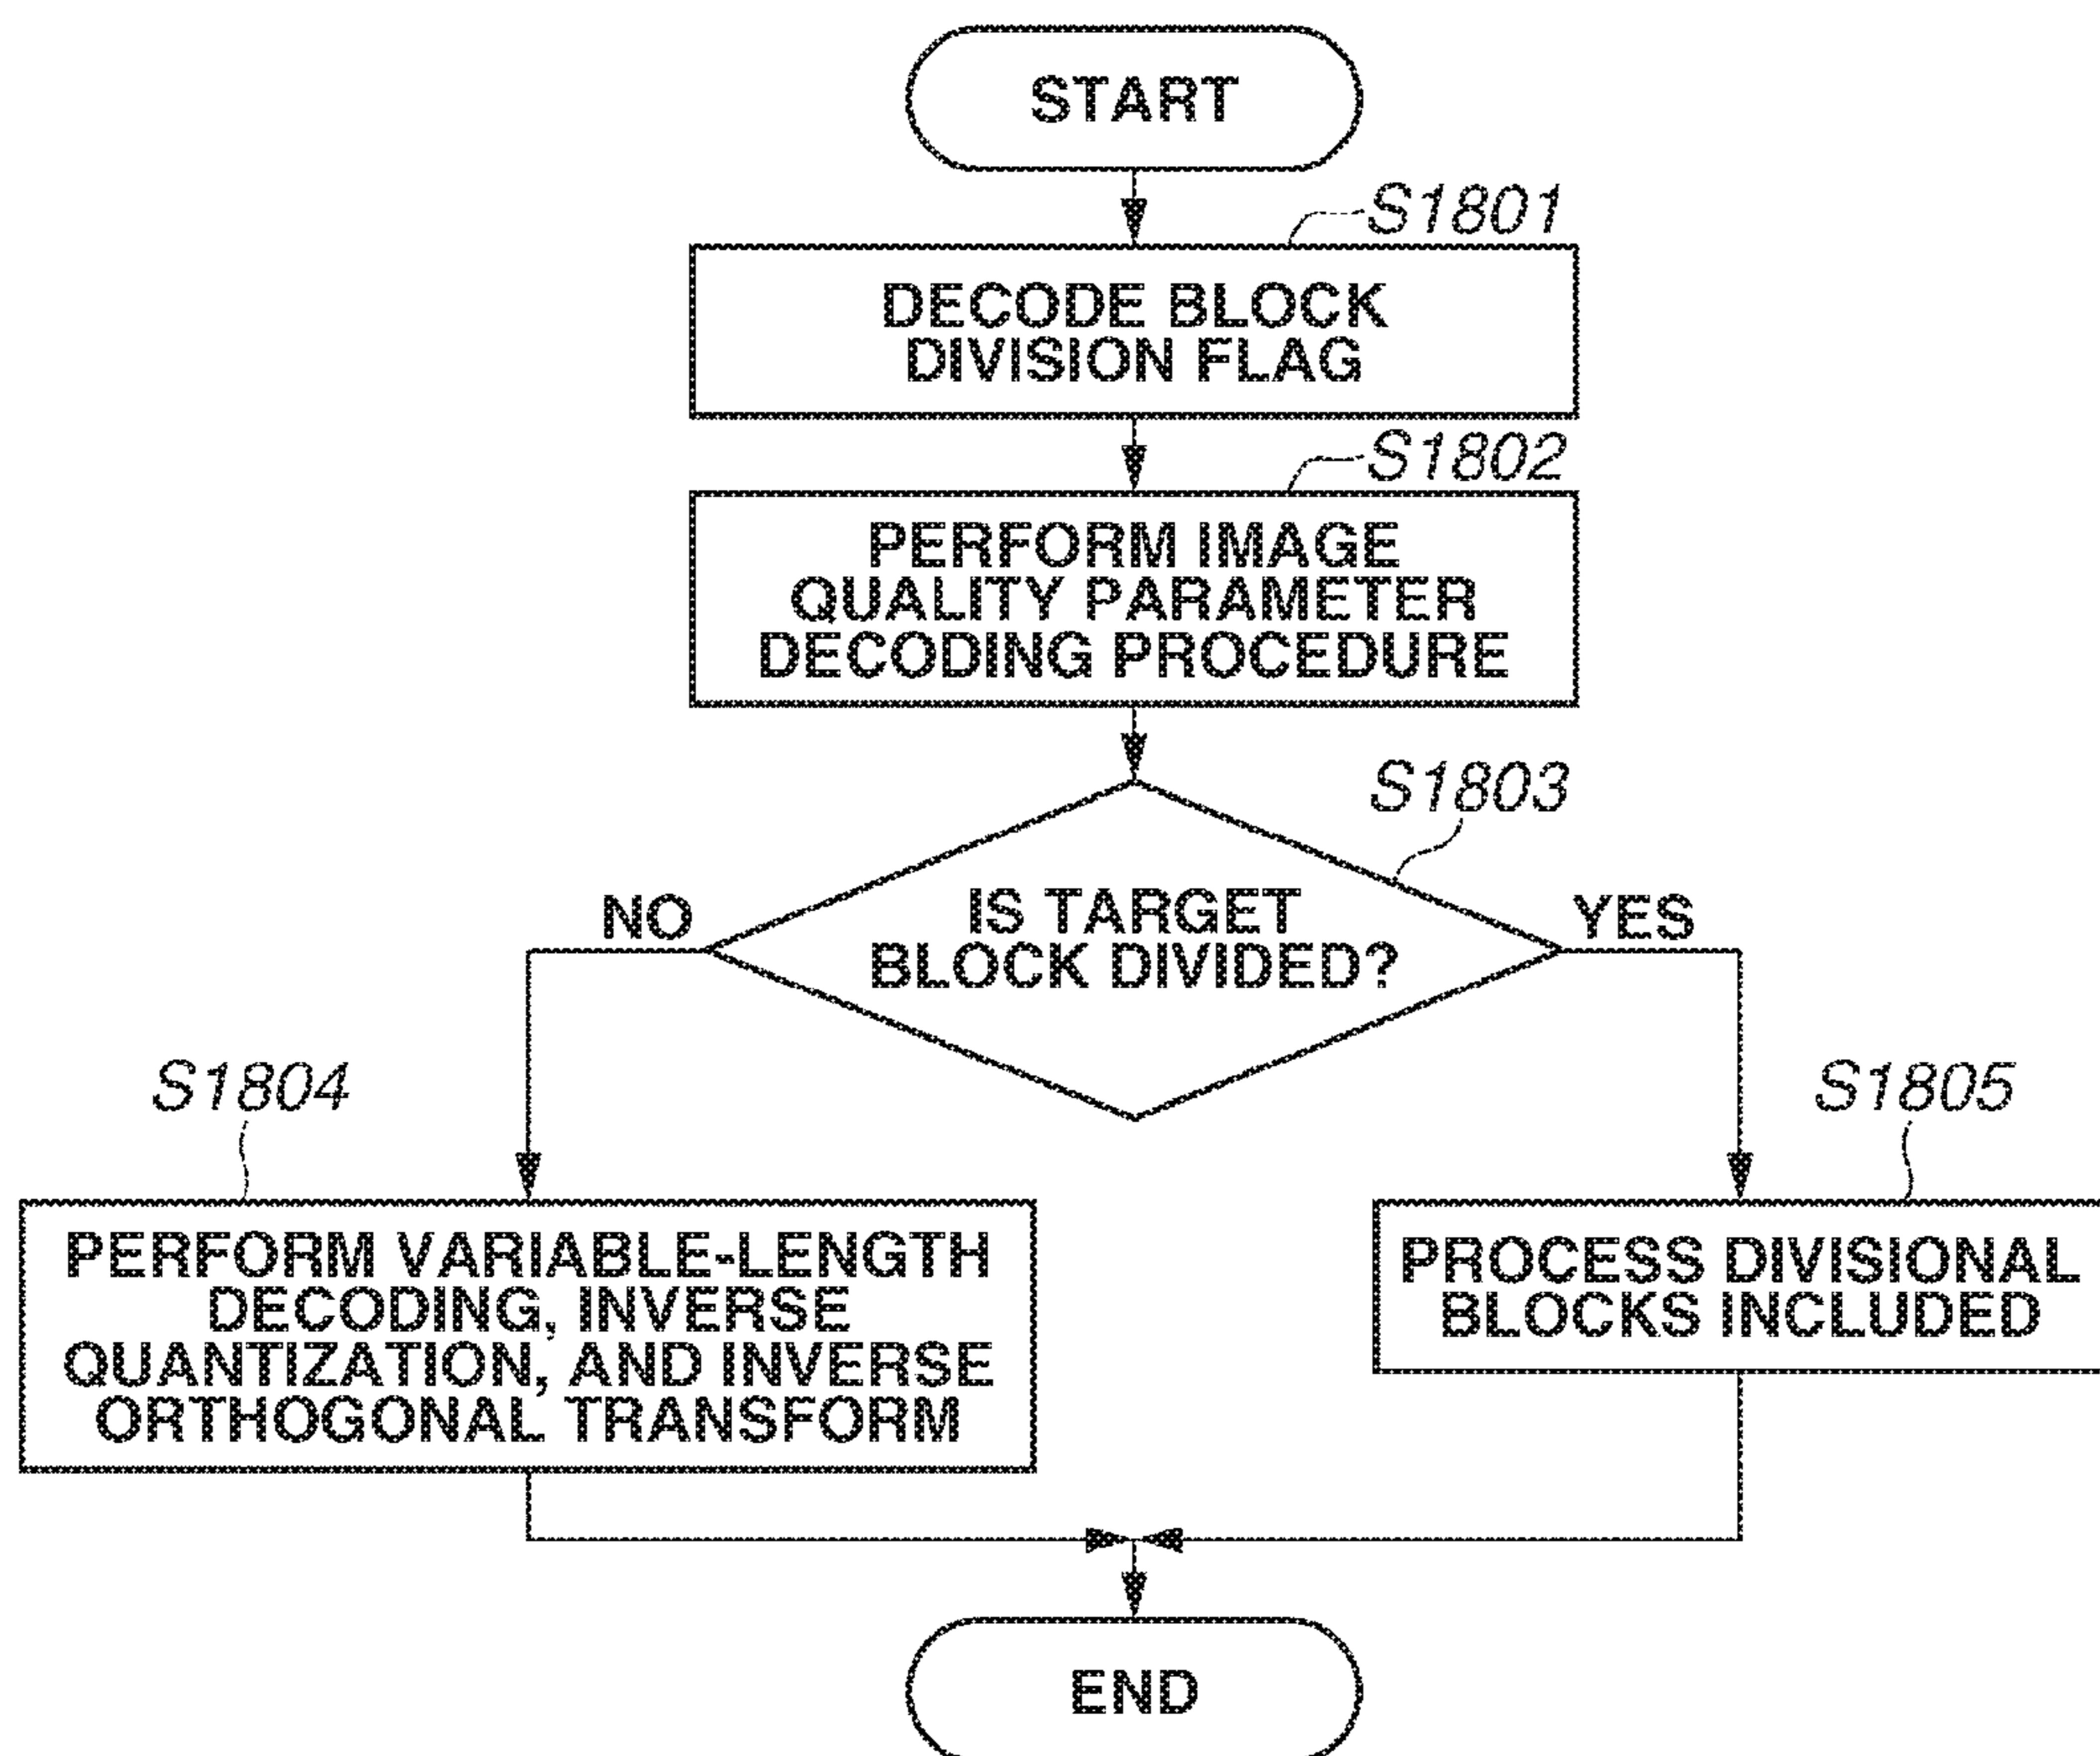 START
S1801
DECODE BLOCK
DIVISION FLAG
S1802
PERFORM IMAGE
QUALITY PARAMETER
DECODING PROCEDURE
S1803
IS TARGET
BLOCK DIVIDED?
NO
YES
S1804
PERFORM VARIABLE-LENGTH
DECODING, INVERSE
QUANTIZATION, AND INVERSE
ORTHOGONAL TRANSFORM
S1805
PROCESS DIVISIONAL
BLOCKS INCLUDED
END